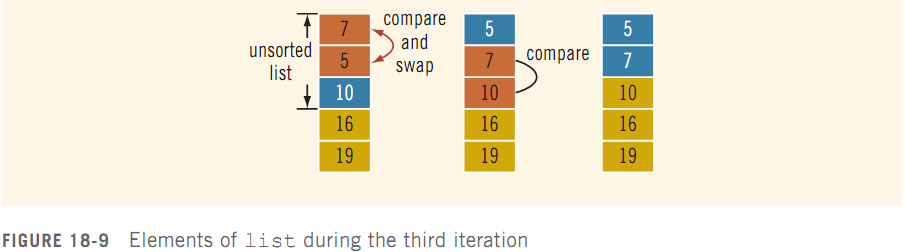 unsorted
list
7
5
10
16
19
compare
and
swap
5
7
10
16
19
compare
5
7
10
16
19
FIGURE 18-9 Elements of list during the third iteration